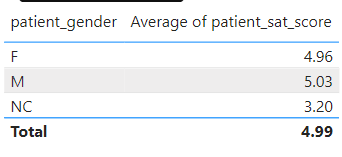 patient_gender Average of patient_sat_score
F 4.96
M 5.03
NC 3.20
Total 4.99